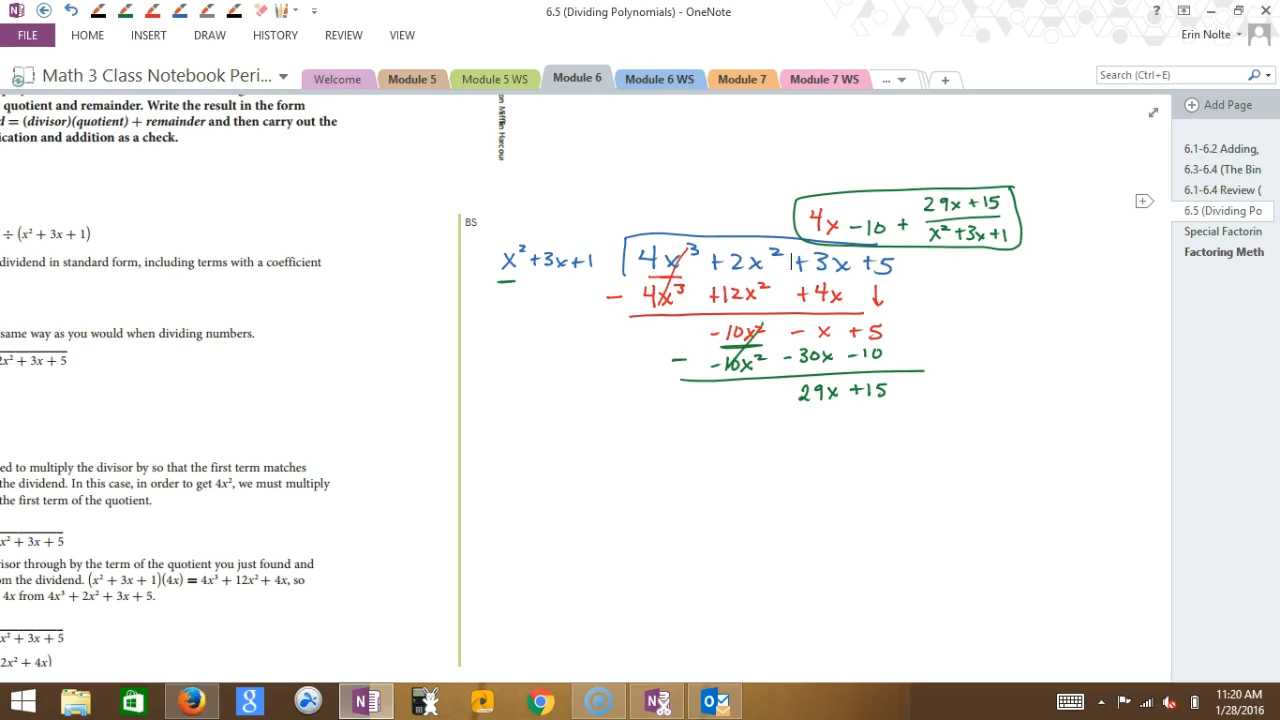 6.5 (Dividing Polynomials) - OneNote
?
FILE HOME INSERT DRAW HISTORY REVIEW VIEW
Erin Nolte
Math 3 Class Notebook Peri...
Welcome Module 5 Module 5 WS Module 6 Module 6 WS Module 7 Module 7 WS ...
Search (Ctrl+E)
Add Page
6.1-6.2 Adding,
6.3-6.4 (The Bin
6.1-6.4 Review (
6.5 (Dividing Po
Special Factorin
Factoring Meth
quotient and remainder. Write the result in the form
d = (divisor)(quotient) + remainder and then carry out the
ication and addition as a check.
on Mifflin Harcour
÷ (x² + 3x + 1)
dividend in standard form, including terms with a coefficient
same way as you would when dividing numbers.
2x² + 3x + 5
ed to multiply the divisor by so that the first term matches
the dividend. In this case, in order to get 4x², we must multiply
the first term of the quotient.
x² + 3x + 5
visor through by the term of the quotient you just found and
om the dividend. (x² + 3x + 1)(4x) = 4x³ + 12x² + 4x, so
4x from 4x³ + 2x² + 3x + 5.
x² + 3x + 5
2x² + 4x)
BS
4x - 10 + (29x + 15)/(x² + 3x + 1)
x² + 3x + 1 4x³ + 2x² + 3x + 5
- 4x³ + 12x² + 4x ↓
-10x² - x + 5
- -10x² - 30x - 10
29x + 15
11:20 AM
1/28/2016